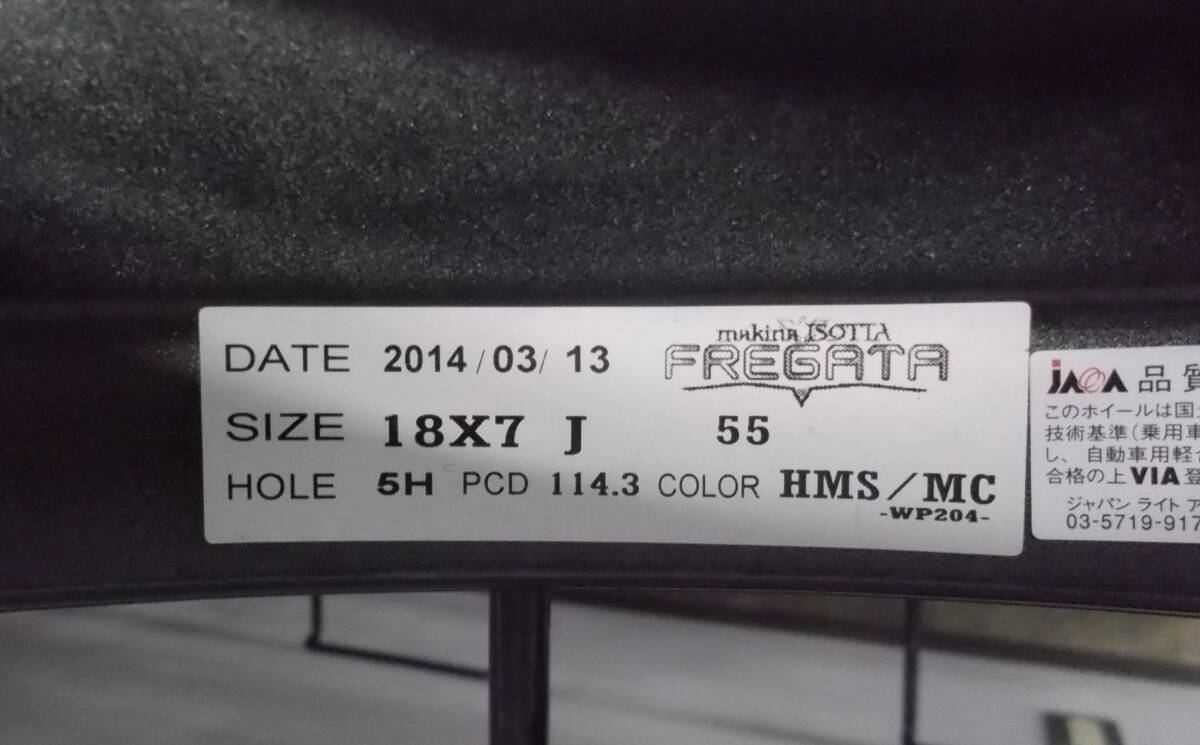 makina ISOTTA
FREGATA
DATE 2014/03/ 13
SIZE 18X7 J 55
HOLE 5H PCD 114.3 COLOR HMS/MC
-WP204-
JAWA 品質
このホイールは国
技術基準(乗用車
し、自動車用軽合
合格の上 VIA登
ジャパン ライト ア
03-5719-917